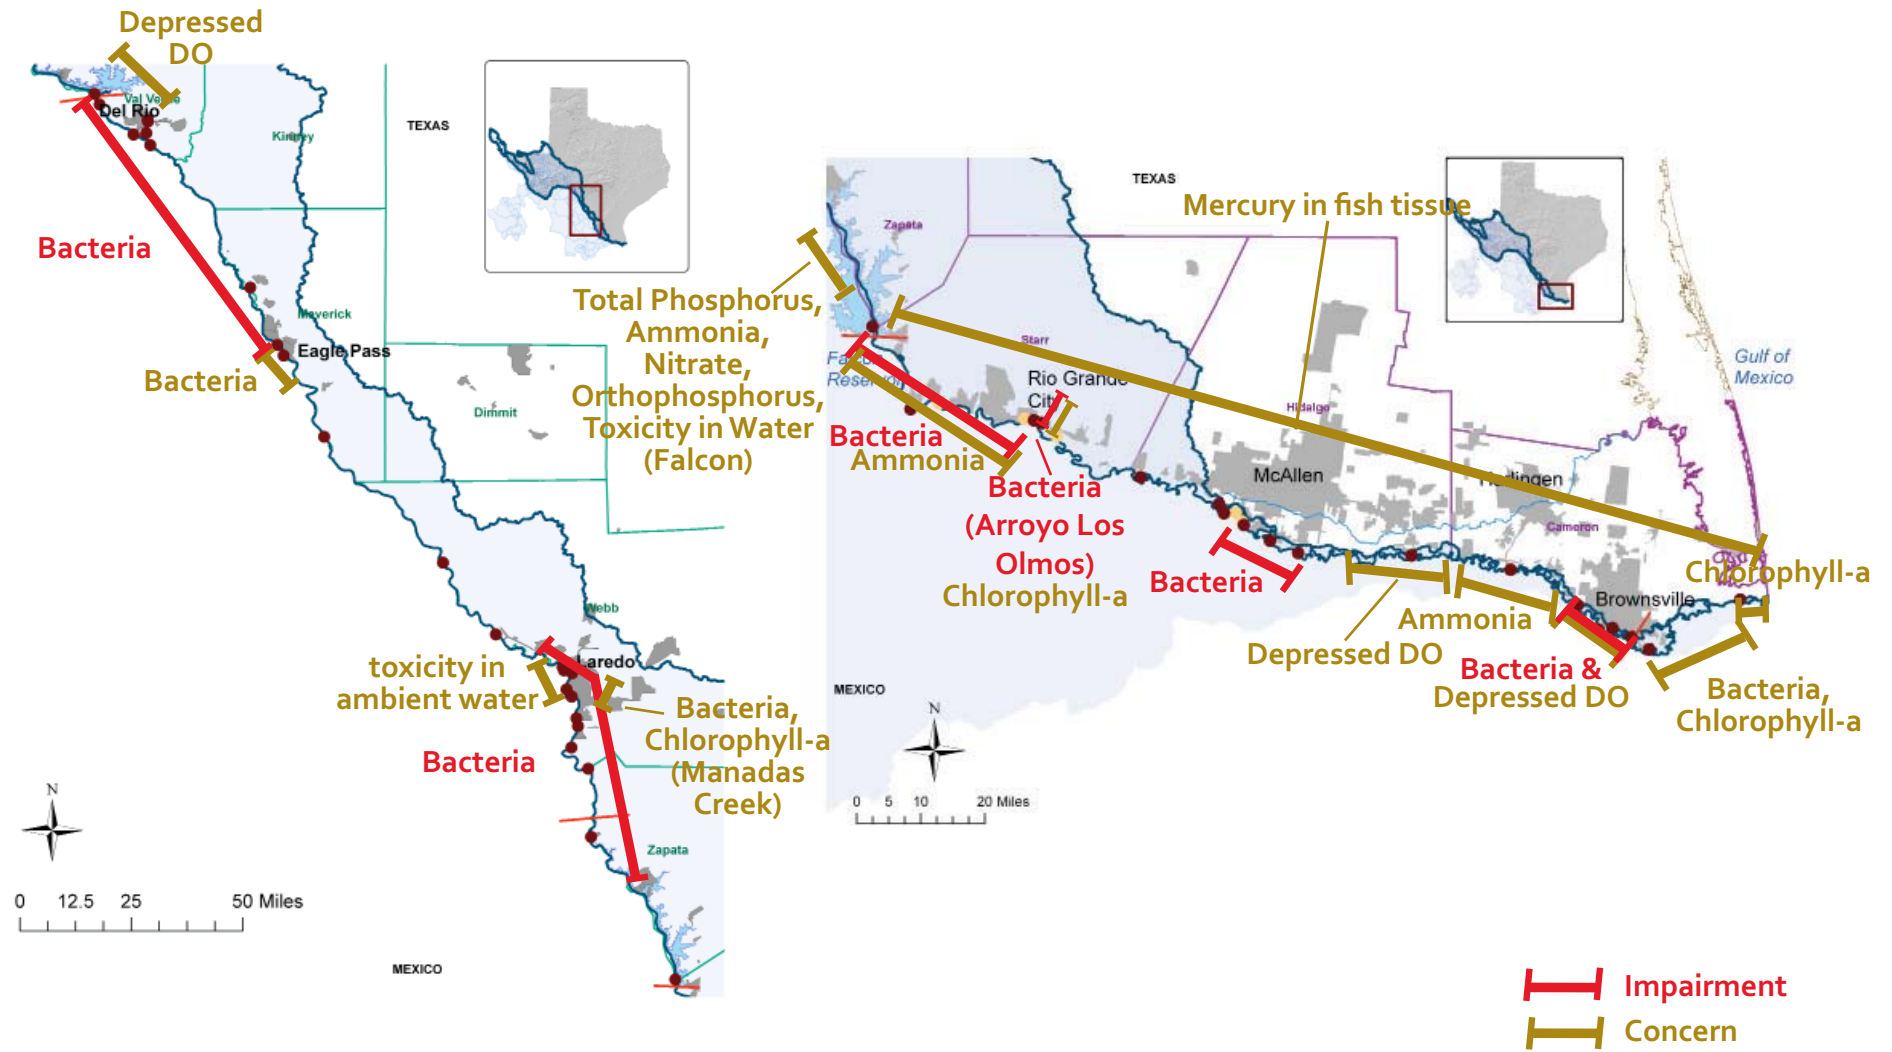 Depressed
DO
Val Verde
Del Rio
Kinney
TEXAS
Bacteria
Maverick
Eagle Pass
Bacteria
Dimmit
Webb
Laredo
toxicity in
ambient water
Bacteria,
Chlorophyll-a
(Manadas
Creek)
Bacteria
Zapata
N
0 12.5 25 50 Miles
MEXICO
TEXAS
Mercury in fish tissue
Zapata
Total Phosphorus,
Ammonia,
Nitrate,
Orthophosphorus,
Toxicity in Water
(Falcon)
Starr
Falcon
Reservoir
Rio Grande
City
Hidalgo
Gulf of
Mexico
Bacteria
Ammonia
McAllen
Harlingen
Bacteria
(Arroyo Los
Olmos)
Chlorophyll-a
Cameron
Bacteria
Chlorophyll-a
Brownsville
Ammonia
Depressed DO
Bacteria &
Depressed DO
Bacteria,
Chlorophyll-a
MEXICO
N
0 5 10 20 Miles
Impairment
Concern